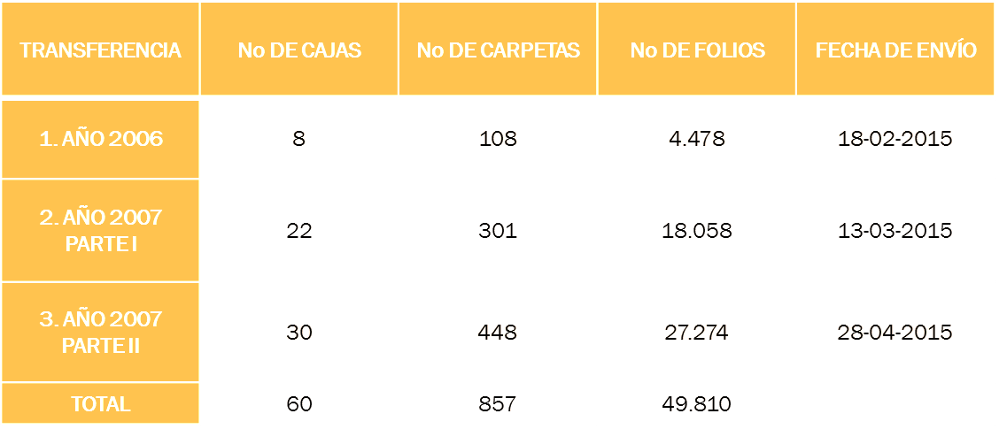 TRANSFERENCIA No DE CAJAS No DE CARPETAS No DE FOLIOS FECHA DE ENVÍO
1. AÑO 2006 8 108 4.478 18-02-2015
2. AÑO 2007
PARTE I 22 301 18.058 13-03-2015
3. AÑO 2007
PARTE II 30 448 27.274 28-04-2015
TOTAL 60 857 49.810